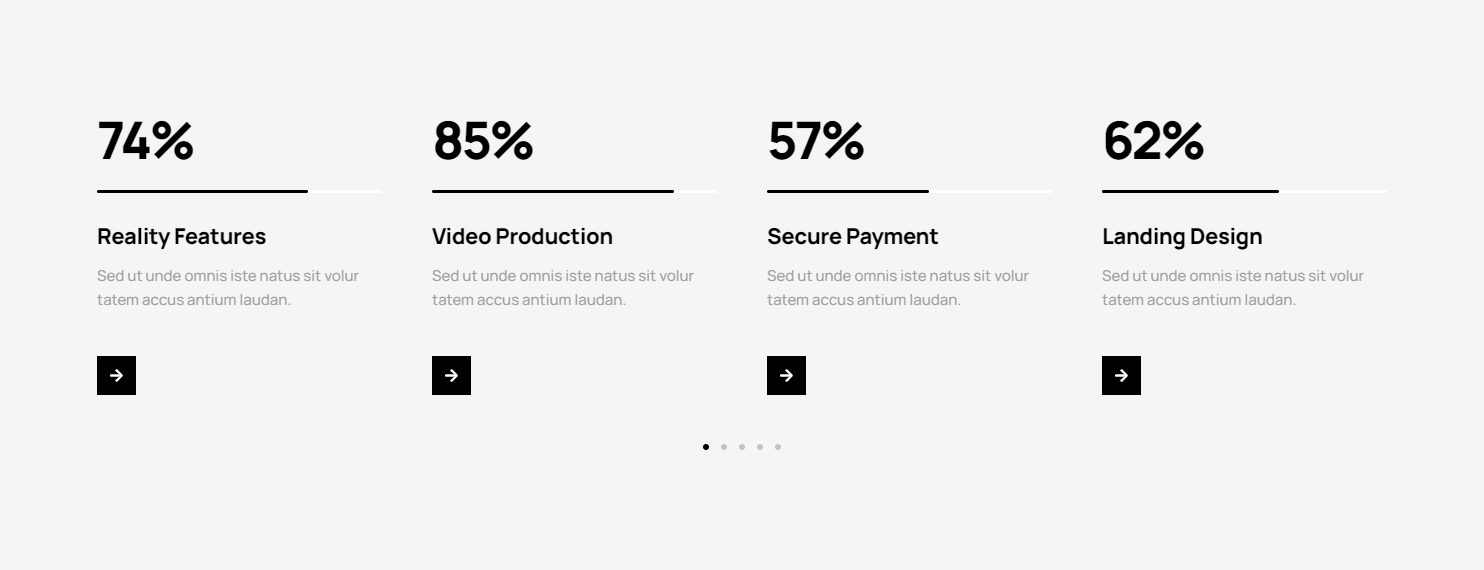 74%
85%
57%
62%
Reality Features
Video Production
Secure Payment
Landing Design
Sed ut unde omnis iste natus sit volur
tatem accus antium laudan.
Sed ut unde omnis iste natus sit volur
tatem accus antium laudan.
Sed ut unde omnis iste natus sit volur
tatem accus antium laudan.
Sed ut unde omnis iste natus sit volur
tatem accus antium laudan.